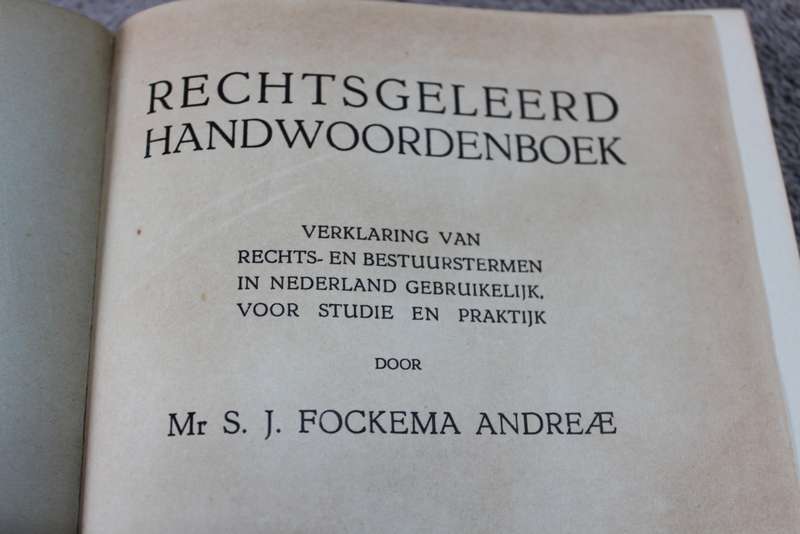 RECHTSGELEERD
HANDWOORDENBOEK
VERKLARING VAN
RECHTS- EN BESTUURSTERMEN
IN NEDERLAND GEBRUIKELIJK,
VOOR STUDIE EN PRAKTIJK
DOOR
Mr S. J. FOCKEMA ANDREÆ